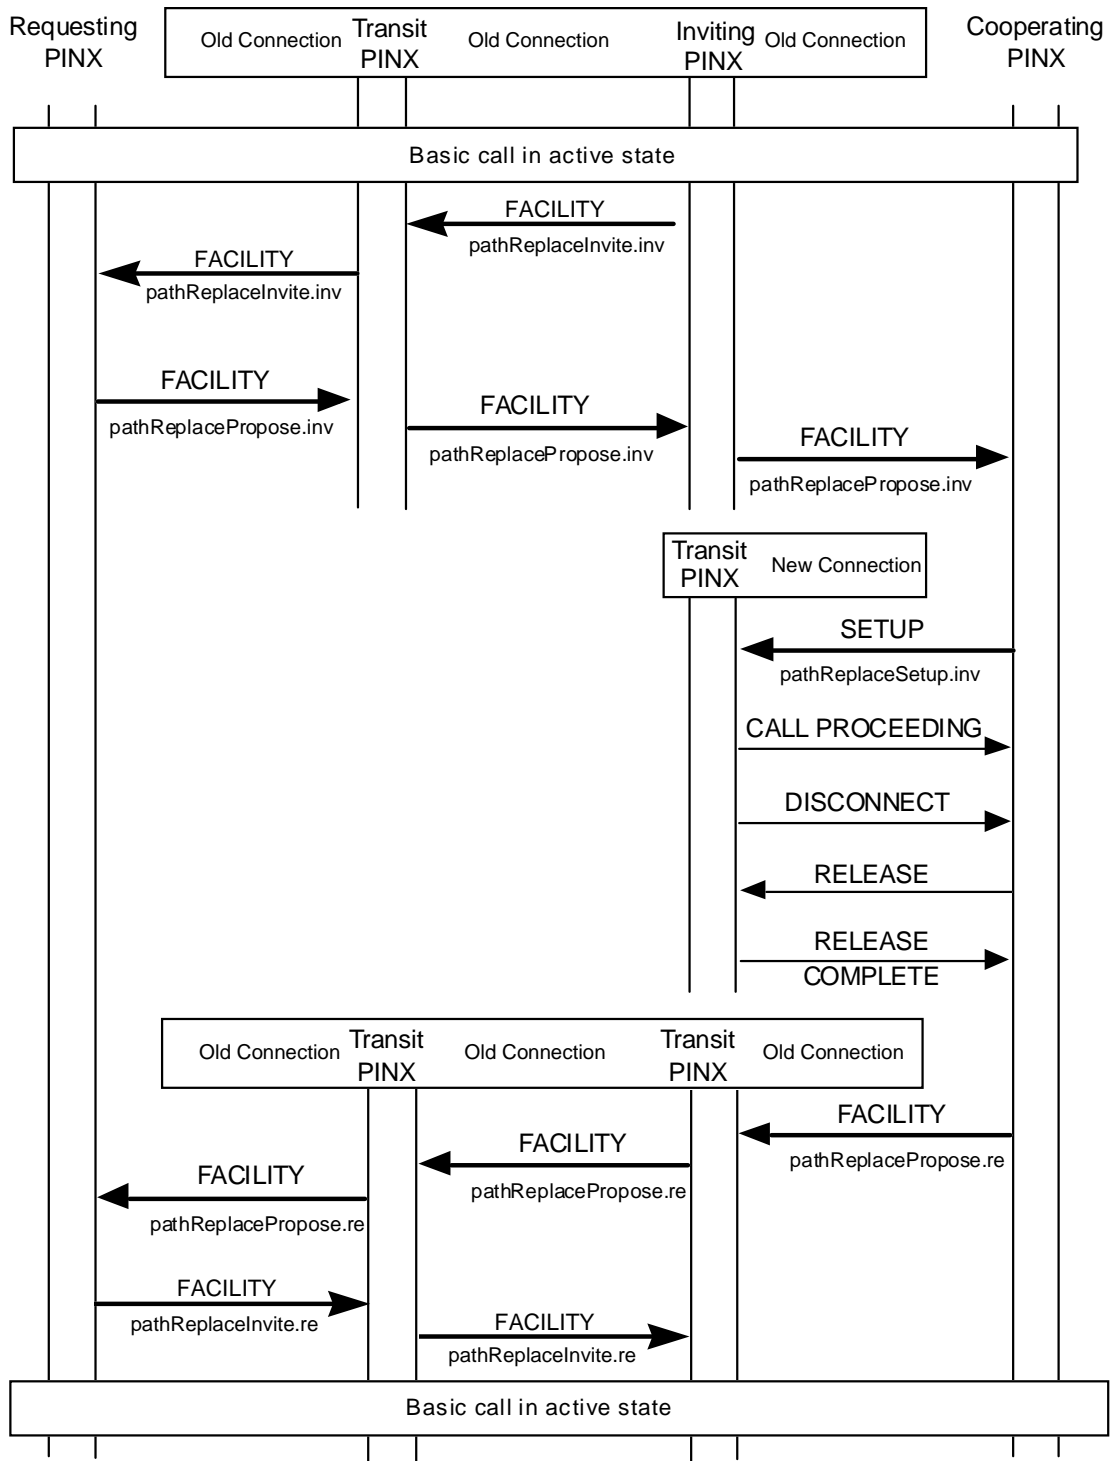 Requesting
PINX
Old Connection
Transit
PINX
Old Connection
Inviting
PINX
Old Connection
Cooperating
PINX
Basic call in active state
FACILITY
pathReplaceInvite.inv
FACILITY
pathReplaceInvite.inv
FACILITY
pathReplacePropose.inv
FACILITY
pathReplacePropose.inv
FACILITY
pathReplacePropose.inv
Transit
PINX
New Connection
SETUP
pathReplaceSetup.inv
CALL PROCEEDING
DISCONNECT
RELEASE
RELEASE
COMPLETE
Old Connection
Transit
PINX
Old Connection
Transit
PINX
Old Connection
FACILITY
pathReplacePropose.re
FACILITY
pathReplacePropose.re
FACILITY
pathReplacePropose.re
FACILITY
pathReplaceInvite.re
FACILITY
pathReplaceInvite.re
Basic call in active state